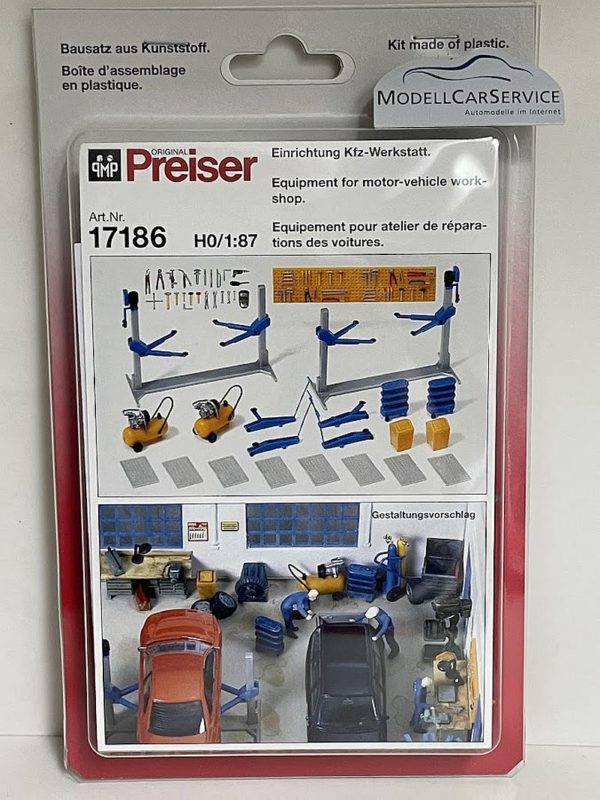 Bausatz aus Kunststoff.
Boîte d'assemblage
en plastique.
Kit made of plastic.
MODELLCARSERVICE
Automodelle im Internet
PMP
ORIGINAL
Preiser
Art.Nr.
17186 H0/1:87
Einrichtung Kfz-Werkstatt.
Equipment for motor-vehicle work-
shop.
Equipement pour atelier de répara-
tions des voitures.
Gestaltungsvorschlag